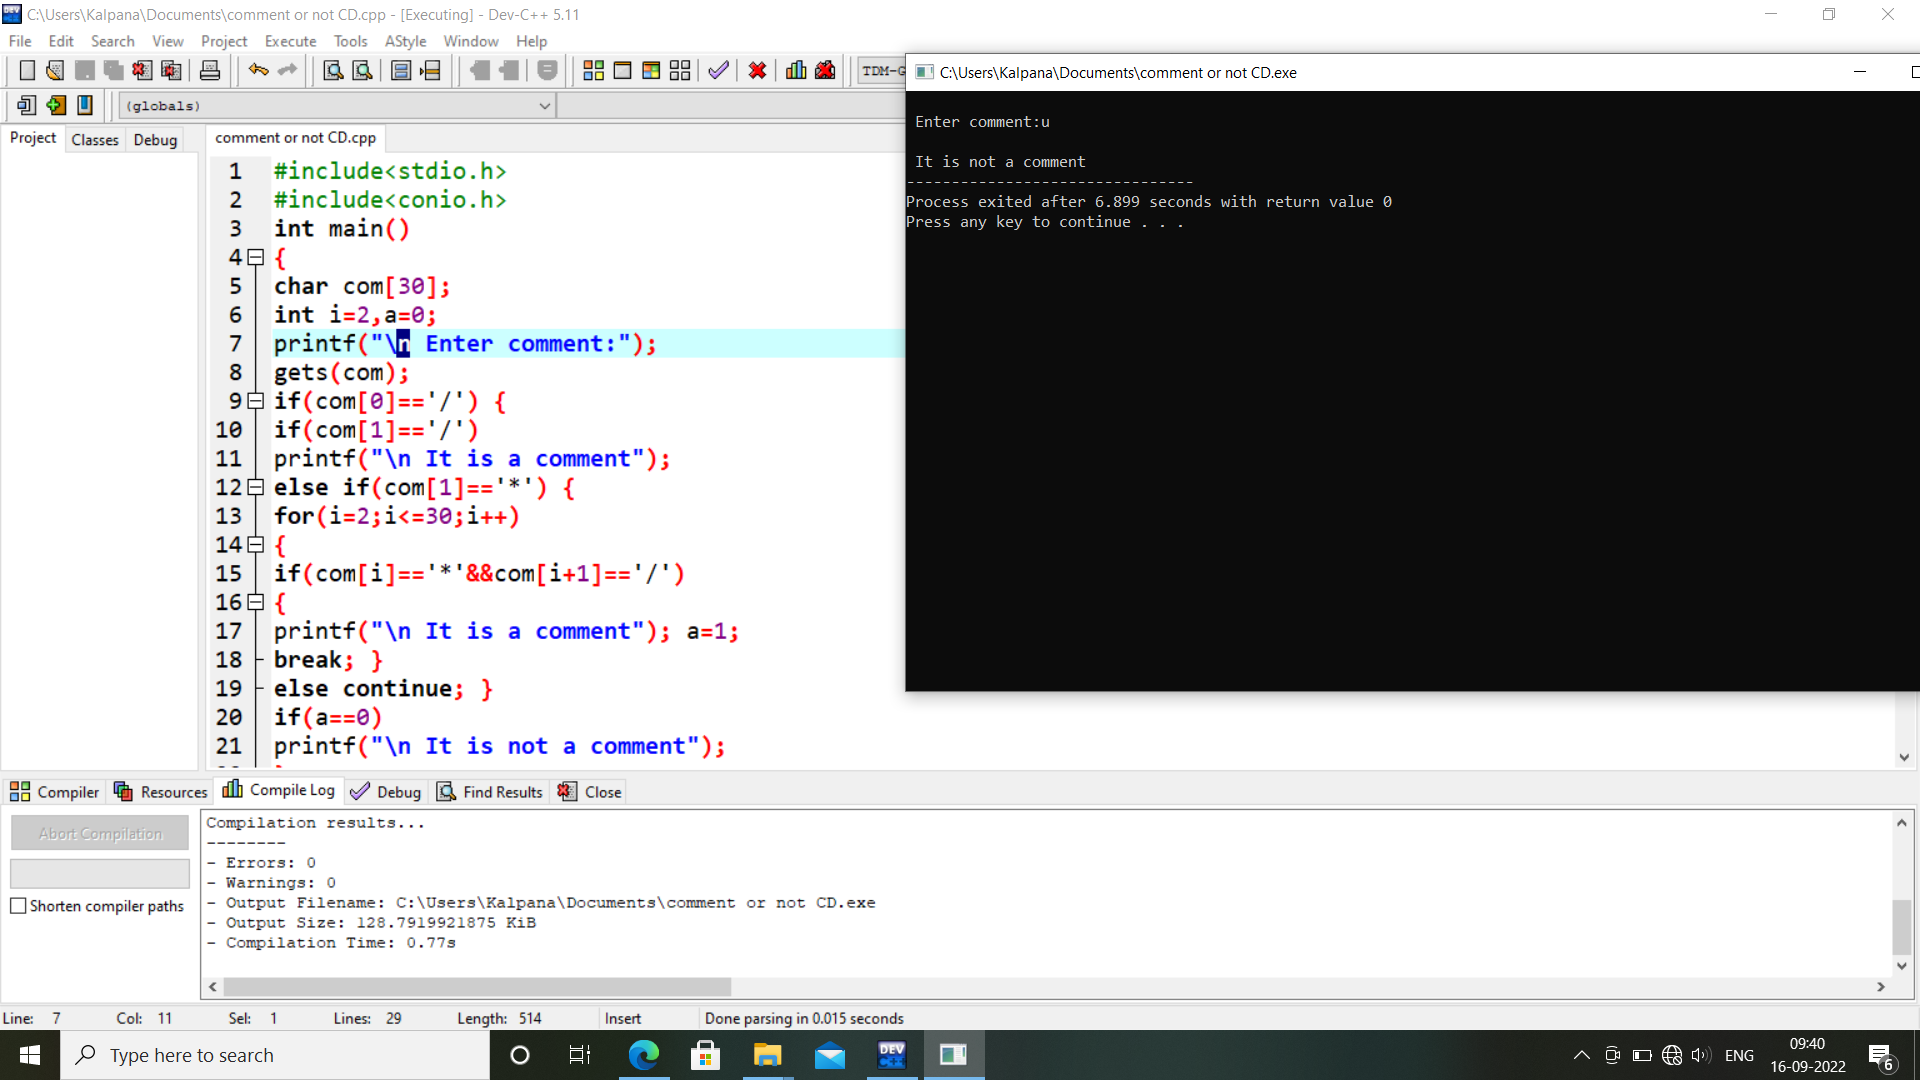 C:\Users\Kalpana\Documents\comment or not CD.cpp - [Executing] - Dev-C++ 5.11
File Edit Search View Project Execute Tools AStyle Window Help
TDM-G
(globals)
Project Classes Debug
comment or not CD.cpp
1 #include<stdio.h>
2 #include<conio.h>
3 int main()
4 {
5 char com[30];
6 int i=2,a=0;
7 printf("\n Enter comment:");
8 gets(com);
9 if(com[0]=='/') {
10 if(com[1]=='/')
11 printf("\n It is a comment");
12 else if(com[1]=='*') {
13 for(i=2;i<=30;i++)
14 {
15 if(com[i]=='*'&&com[i+1]=='/')
16 {
17 printf("\n It is a comment"); a=1;
18 break; }
19 else continue; }
20 if(a==0)
21 printf("\n It is not a comment");
C:\Users\Kalpana\Documents\comment or not CD.exe
Enter comment:u
It is not a comment
--------------------------------
Process exited after 6.899 seconds with return value 0
Press any key to continue . . .
Compiler Resources Compile Log Debug Find Results Close
Abort Compilation
Shorten compiler paths
Compilation results...
--------
- Errors: 0
- Warnings: 0
- Output Filename: C:\Users\Kalpana\Documents\comment or not CD.exe
- Output Size: 128.7919921875 KiB
- Compilation Time: 0.77s
Line: 7 Col: 11 Sel: 1 Lines: 29 Length: 514 Insert Done parsing in 0.015 seconds
Type here to search
DEV C++
ENG
09:40
16-09-2022
6